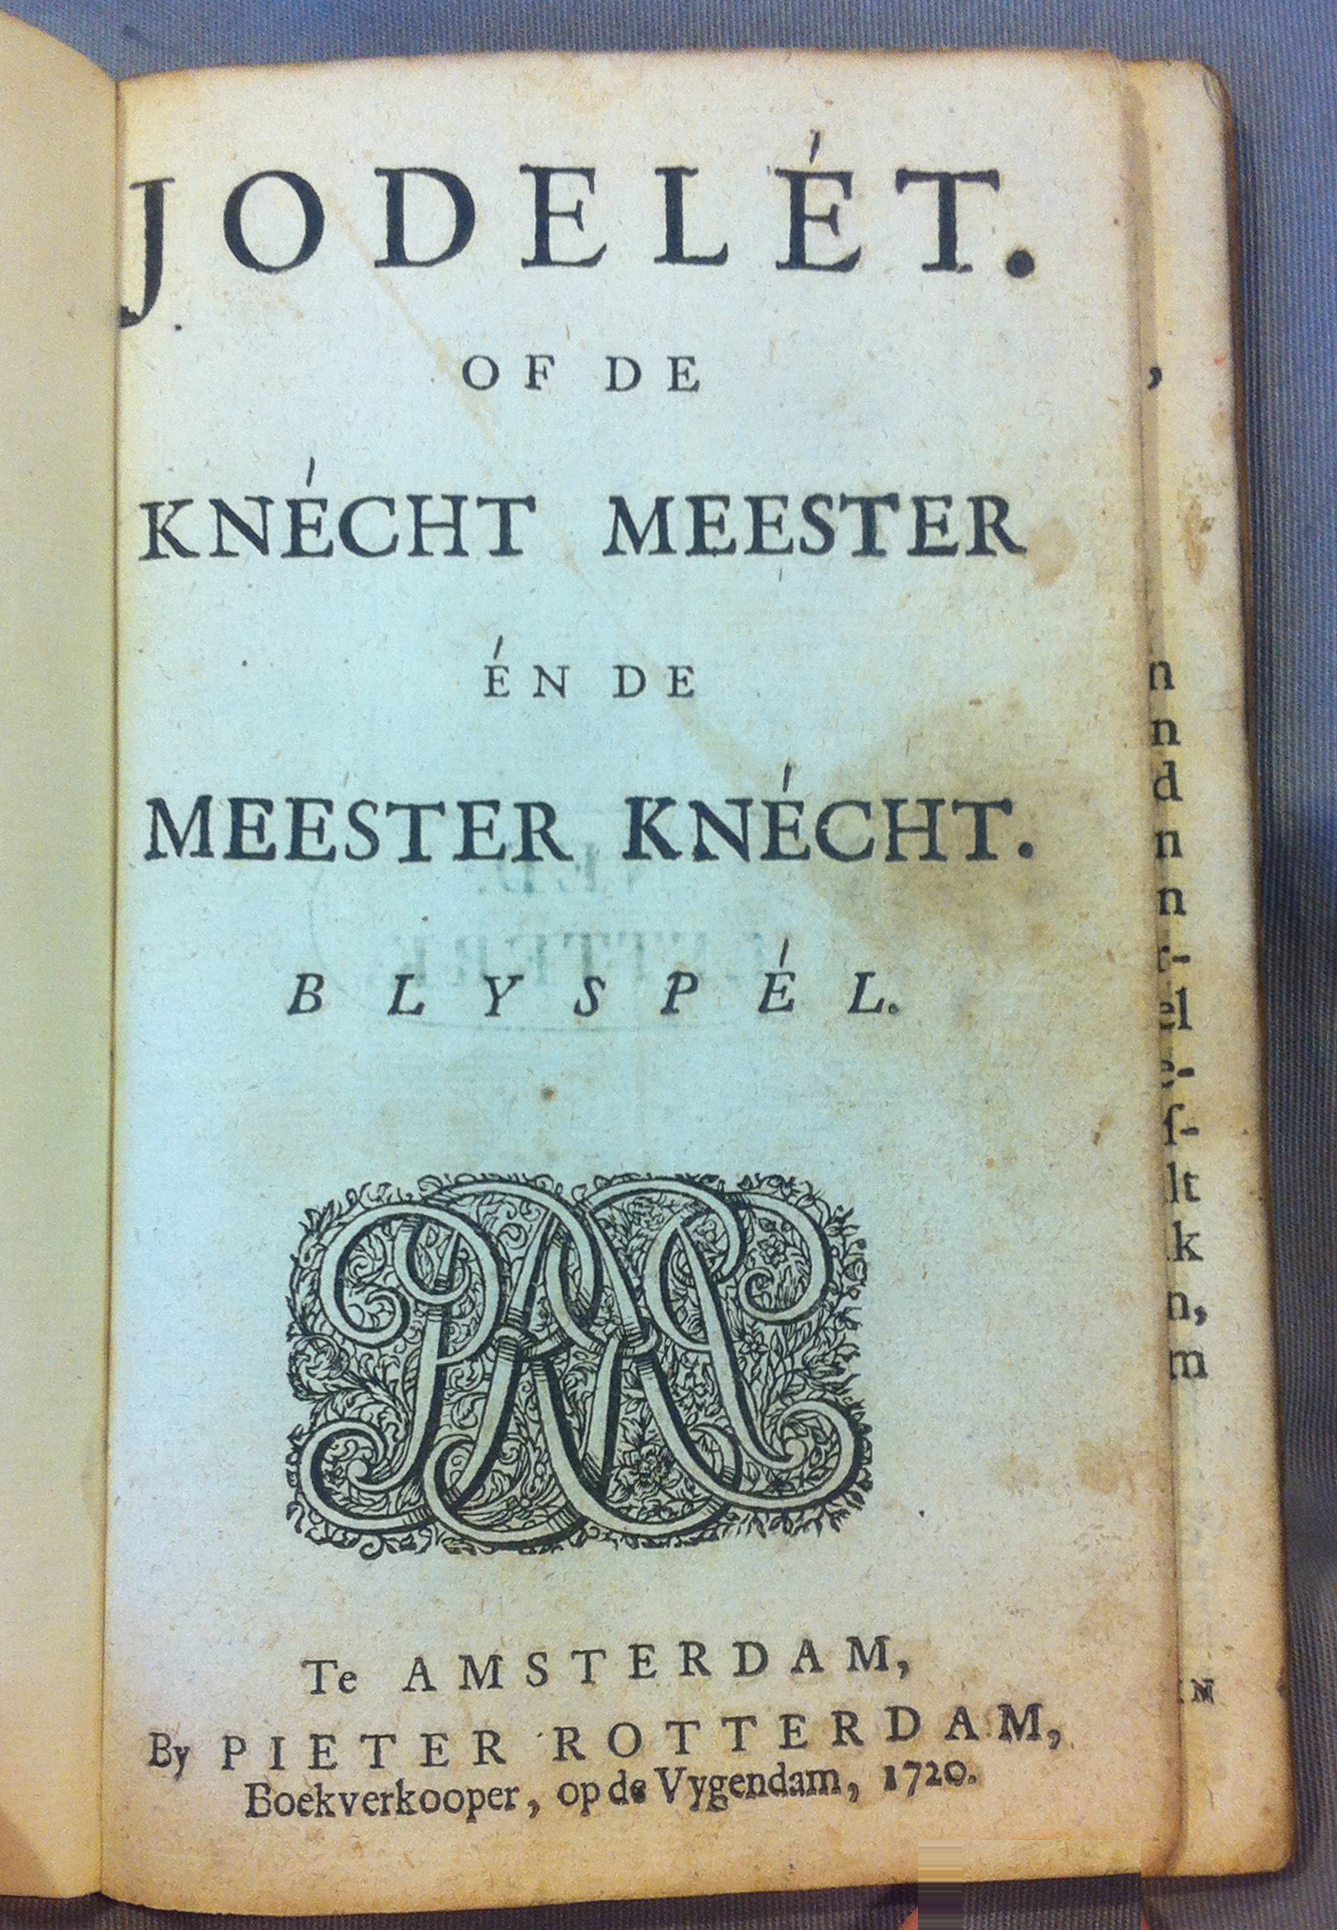 JODELÉT.
OF DE
KNÉCHT MEESTER
ÉN DE
MEESTER KNÉCHT.
BLYSPÉL.
Te AMSTERDAM,
By PIETER ROTTERDAM,
Boekverkooper, op de Vygendam, 1720.